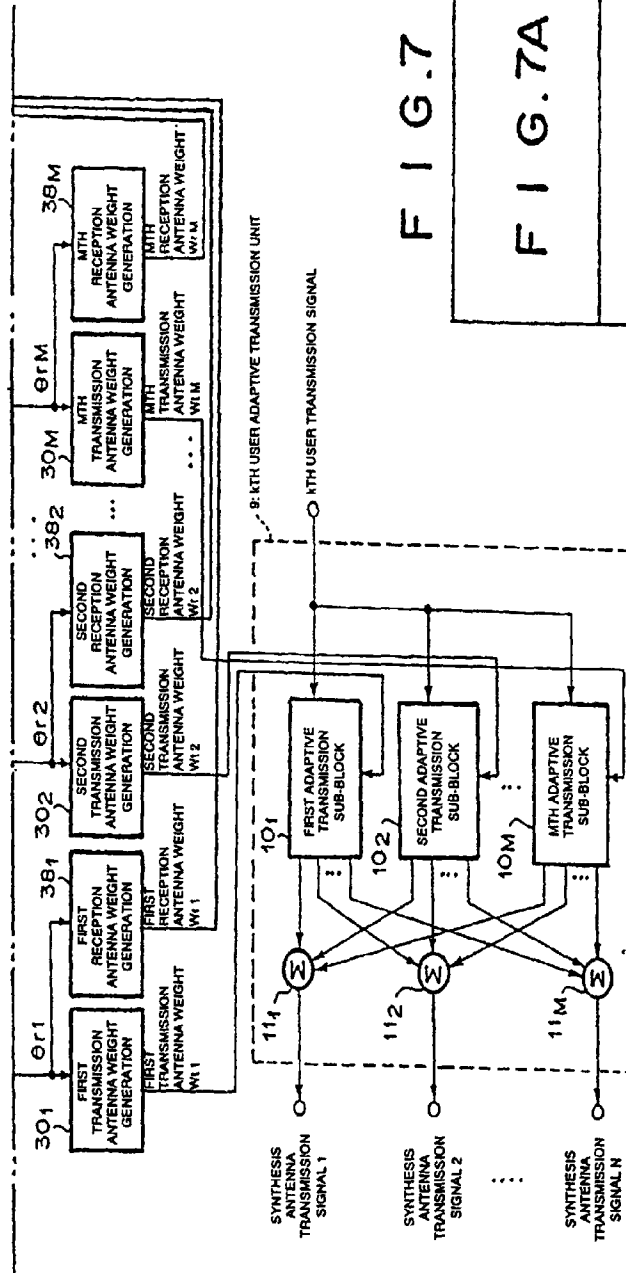 θr1
θr2
θrM
30₁
FIRST
TRANSMISSION
ANTENNA WEIGHT
GENERATION
38₁
FIRST
RECEPTION
ANTENNA WEIGHT
GENERATION
30₂
SECOND
TRANSMISSION
ANTENNA WEIGHT
GENERATION
38₂
SECOND
RECEPTION
ANTENNA WEIGHT
GENERATION
...
...
30M
MTH
TRANSMISSION
ANTENNA WEIGHT
GENERATION
38M
MTH
RECEPTION
ANTENNA WEIGHT
GENERATION
FIRST
TRANSMISSION
ANTENNA WEIGHT
Wt 1
FIRST
RECEPTION
ANTENNA WEIGHT
Wr 1
SECOND
TRANSMISSION
ANTENNA WEIGHT
Wt 2
SECOND
RECEPTION
ANTENNA WEIGHT
Wr 2
...
MTH
TRANSMISSION
ANTENNA WEIGHT
Wt M
MTH
RECEPTION
ANTENNA WEIGHT
Wr M
9: kTH USER ADAPTIVE TRANSMISSION UNIT
kTH USER TRANSMISSION SIGNAL
SYNTHESIS
ANTENNA
TRANSMISSION
SIGNAL 1
11₁
Σ
10₁
FIRST ADAPTIVE
TRANSMISSION
SUB-BLOCK
SYNTHESIS
ANTENNA
TRANSMISSION
SIGNAL 2
11₂
Σ
10₂
SECOND ADAPTIVE
TRANSMISSION
SUB-BLOCK
SYNTHESIS
ANTENNA
TRANSMISSION
SIGNAL N
11M
Σ
10M
MTH ADAPTIVE
TRANSMISSION
SUB-BLOCK
FIG.7
FIG.7A